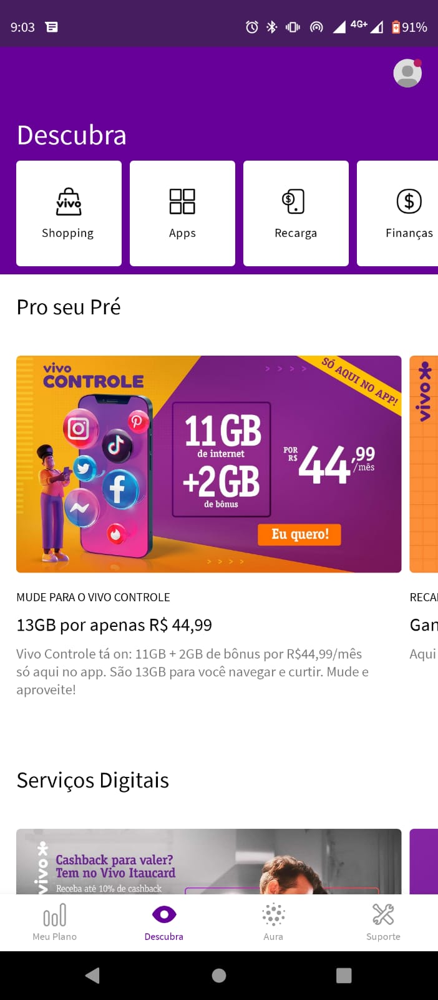 9:03
4G+
91%
Descubra
vivo
Shopping
Apps
Recarga
Finanças
Pro seu Pré
vivo
CONTROLE
SÓ AQUI NO APP!
11GB
de internet
+2GB
de bônus
POR
R$
44,99
/mês
Eu quero!
vivo
MUDE PARA O VIVO CONTROLE
13GB por apenas R$ 44,99
Vivo Controle tá on: 11GB + 2GB de bônus por R$44,99/mês
só aqui no app. São 13GB para você navegar e curtir. Mude e
aproveite!
RECA
Gan
Aqui
Serviços Digitais
vivo
Cashback para valer?
Tem no Vivo Itaucard
Receba até 10% de cashback
Meu Plano
Descubra
Aura
Suporte